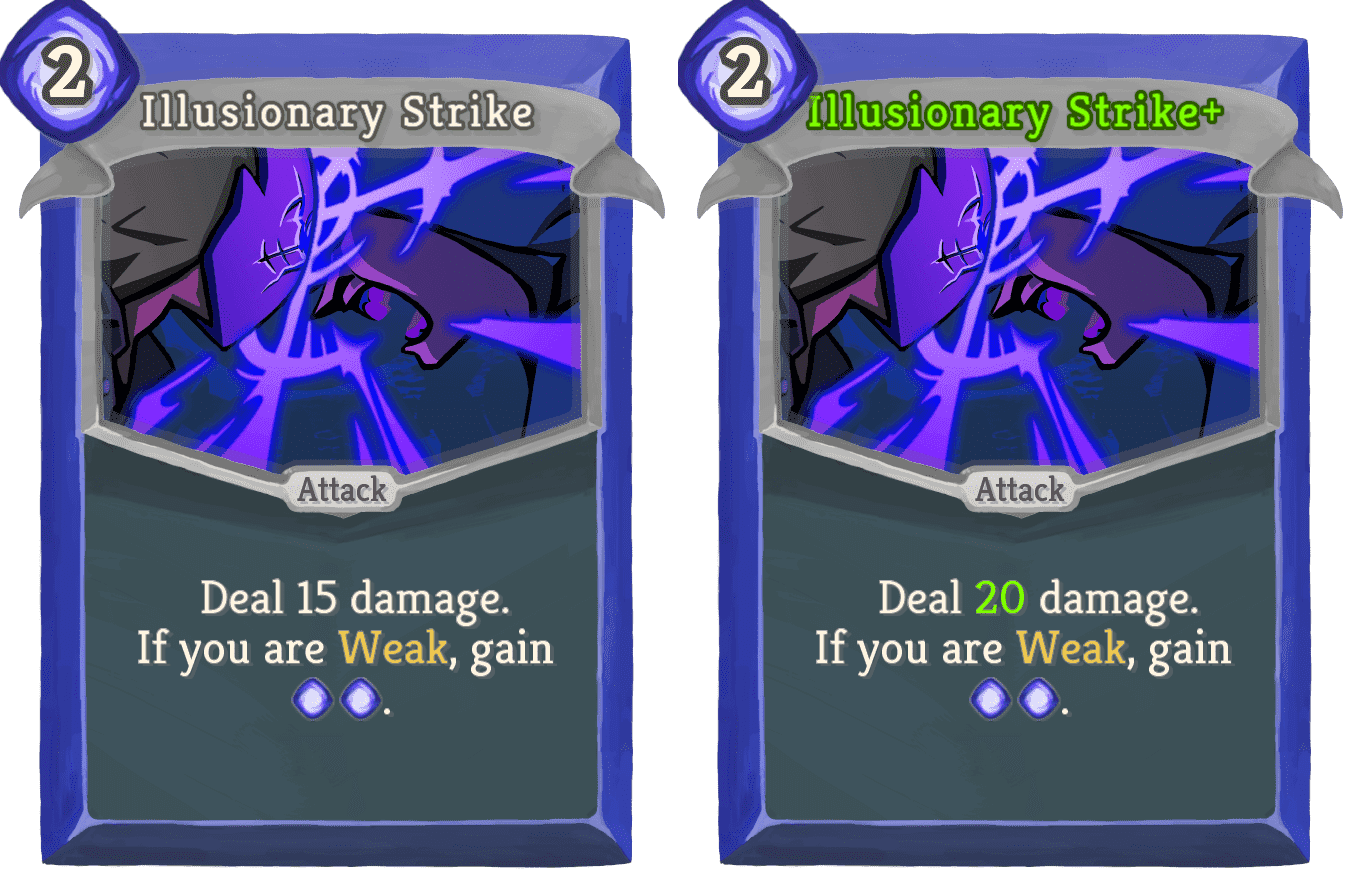 2
Illusionary Strike
Attack
Deal 15 damage.
If you are Weak, gain
.
2
Illusionary Strike+
Attack
Deal 20 damage.
If you are Weak, gain
.